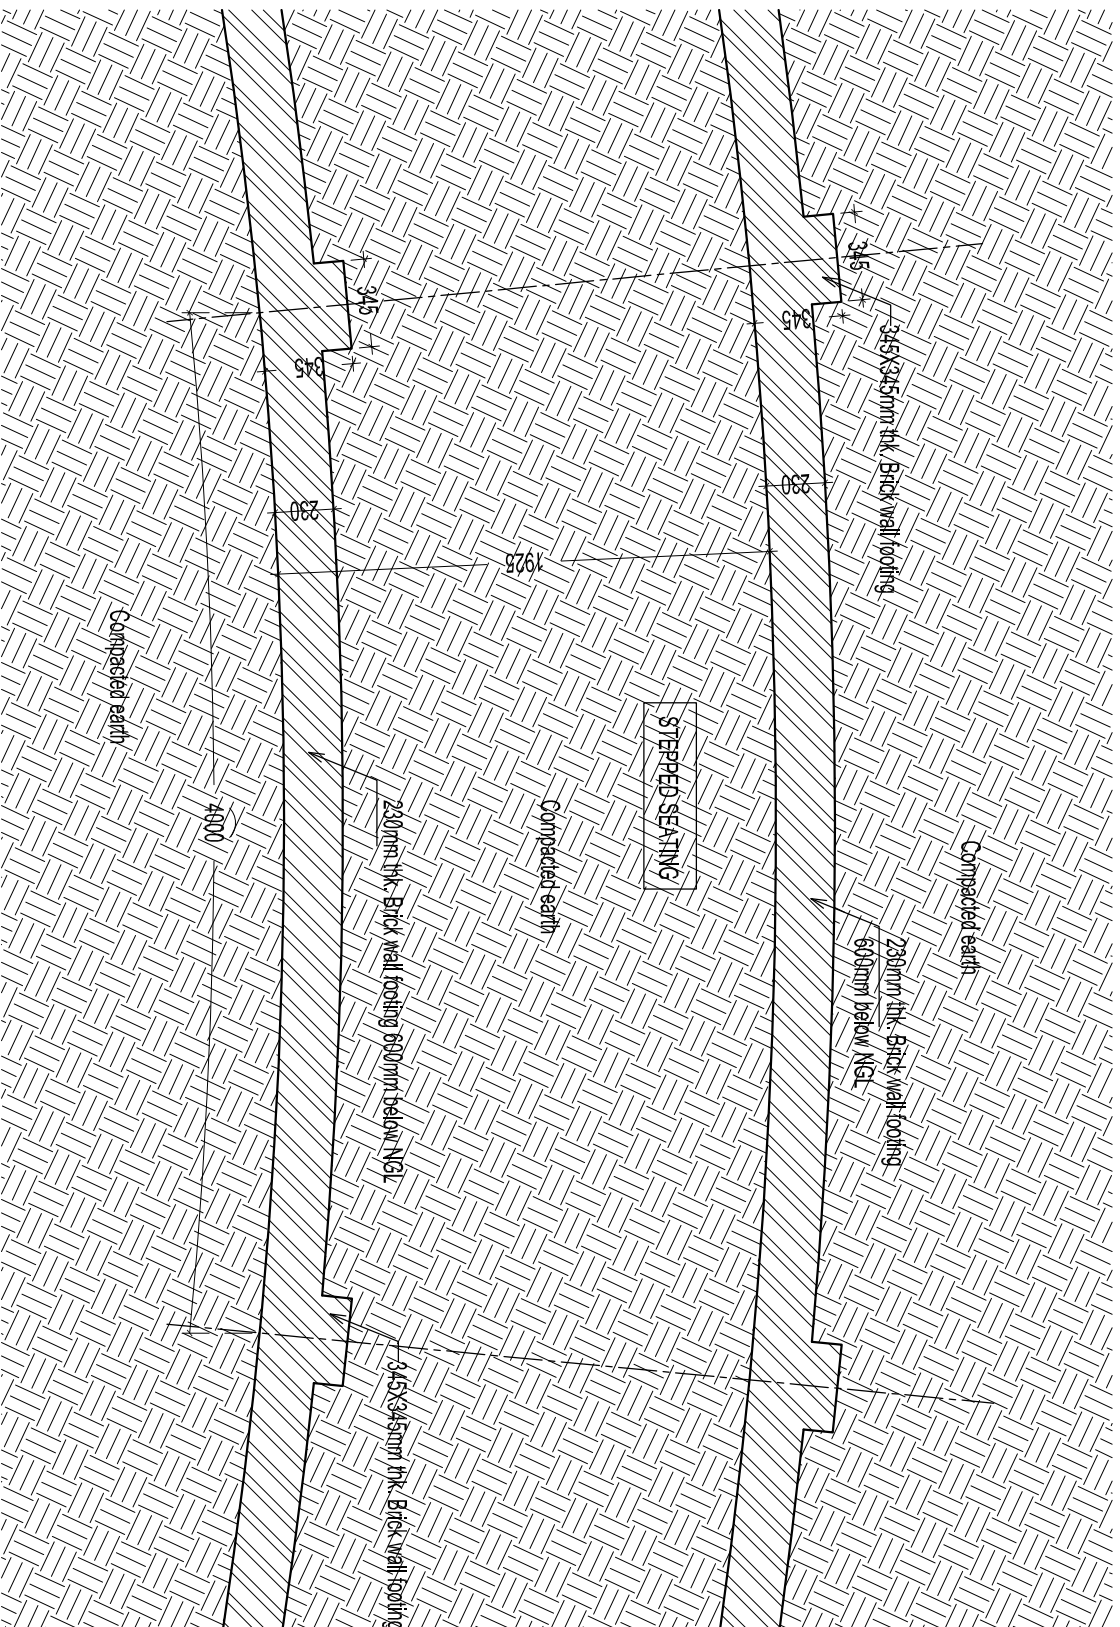 345
345
345X345mm thk. Brick wall footing
230
Compacted earth
230mm thk. Brick wall footing
600mm below NGL
STEPPED SEATING
1925
Compacted earth
345
345
230
230mm thk. Brick wall footing 600mm below NGL
345X345mm thk. Brick wall footing
4000
Compacted earth